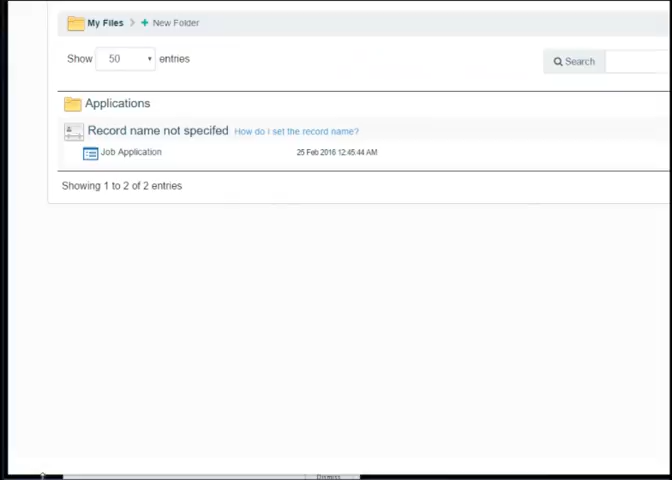 My Files > + New Folder
Show 50 entries
Search
Applications
Record name not specifed How do I set the record name?
Job Application 25 Feb 2016 12:45:44 AM
Showing 1 to 2 of 2 entries
Dismiss